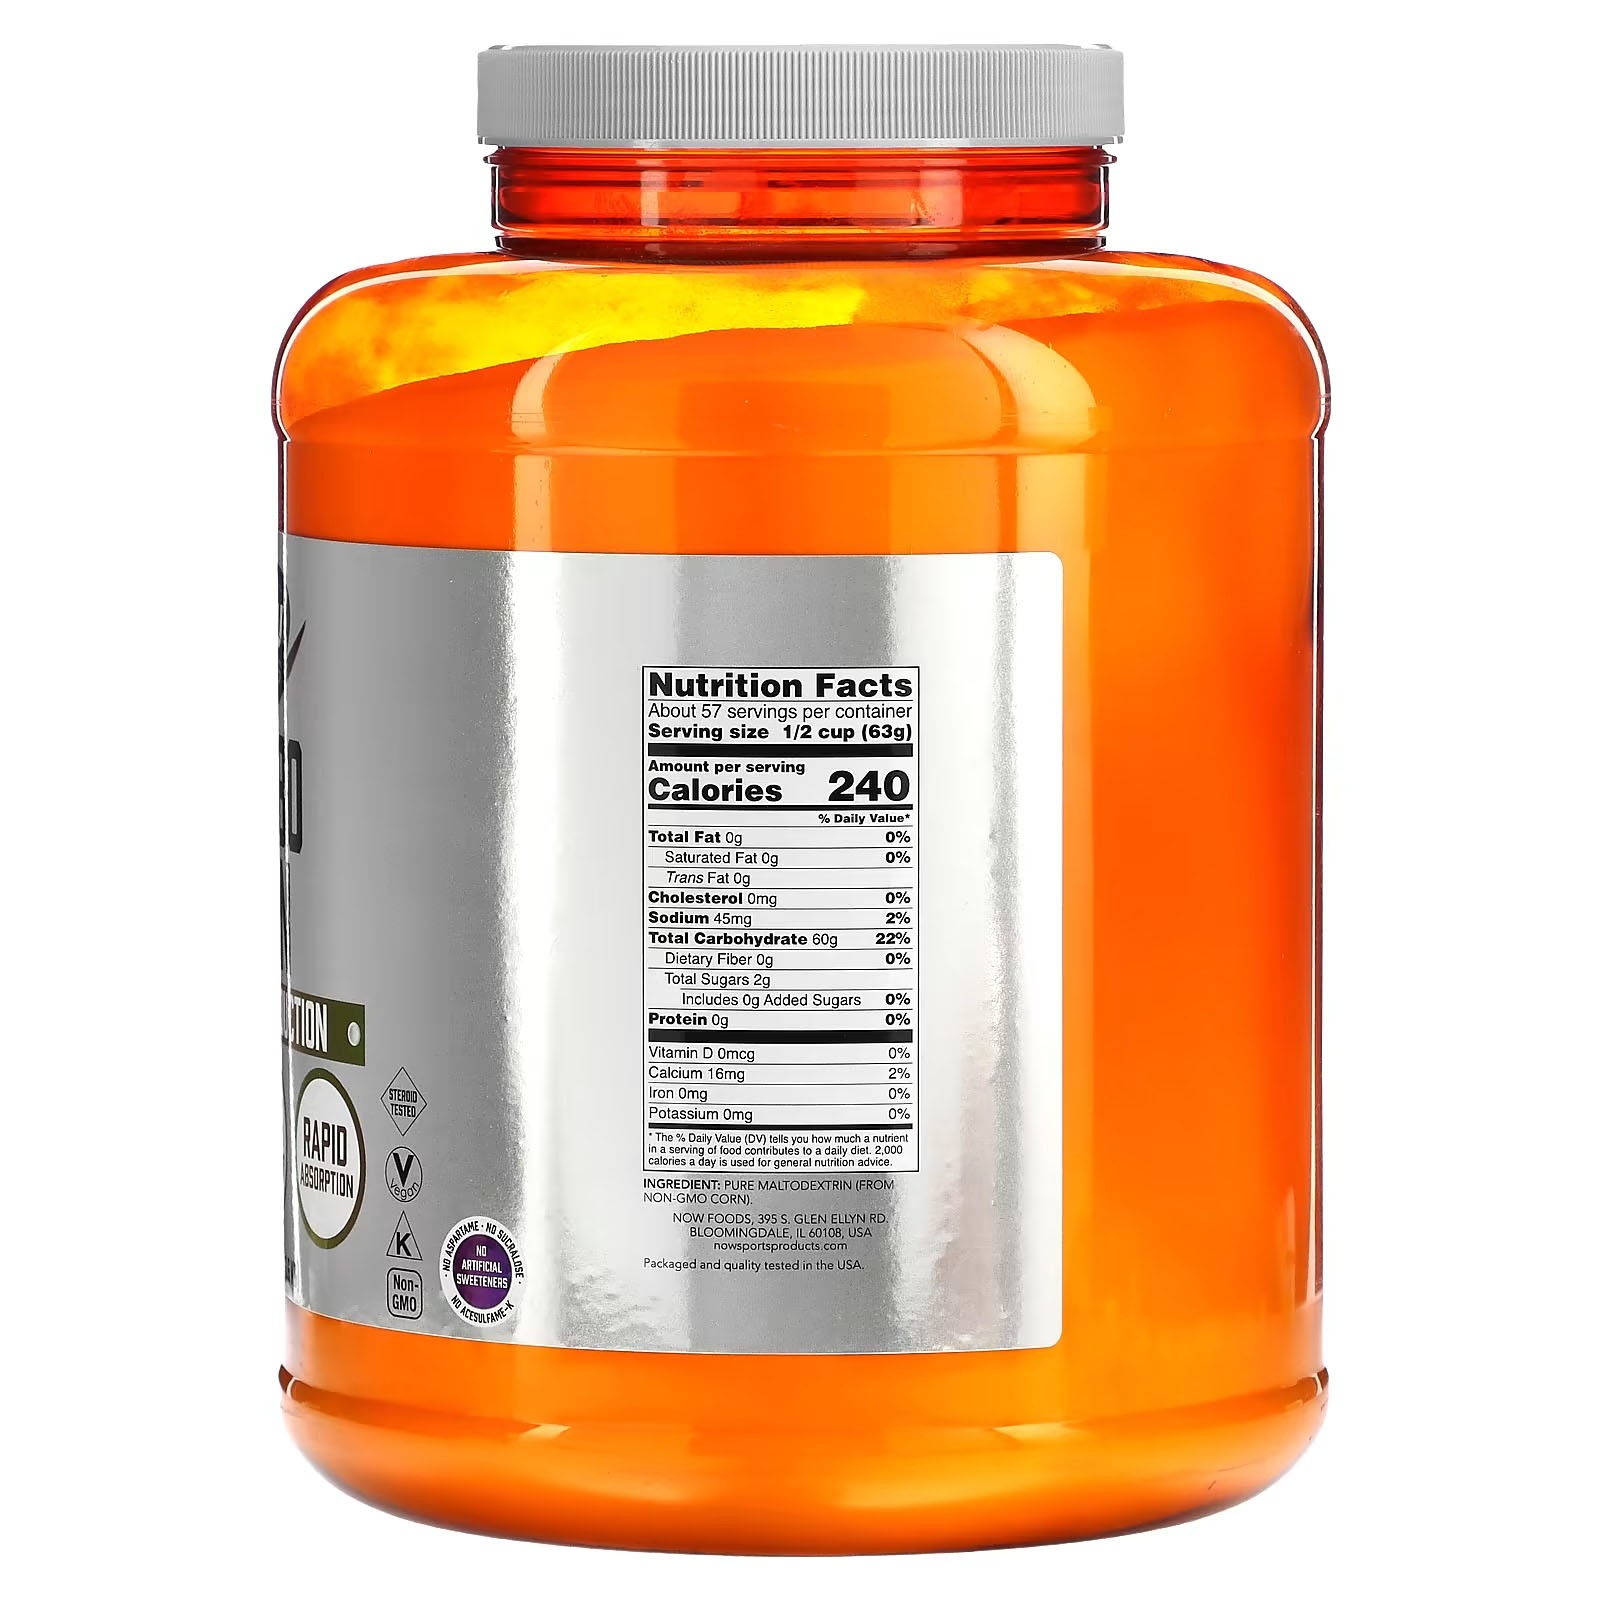 Nutrition Facts
About 57 servings per container
Serving size 1/2 cup (63g)
Amount per serving
Calories 240
% Daily Value*
Total Fat 0g 0%
Saturated Fat 0g 0%
Trans Fat 0g
Cholesterol 0mg 0%
Sodium 45mg 2%
Total Carbohydrate 60g 22%
Dietary Fiber 0g 0%
Total Sugars 2g
Includes 0g Added Sugars 0%
Protein 0g 0%
Vitamin D 0mcg 0%
Calcium 16mg 2%
Iron 0mg 0%
Potassium 0mg 0%
* The % Daily Value (DV) tells you how much a nutrient
in a serving of food contributes to a daily diet. 2,000
calories a day is used for general nutrition advice.
INGREDIENT: PURE MALTODEXTRIN (FROM
NON-GMO CORN).
NOW FOODS, 395 S. GLEN ELLYN RD.
BLOOMINGDALE, IL 60108, USA
nowsportsproducts.com
Packaged and quality tested in the USA.
RAPID
ABSORPTION
STEROID
TESTED
V
Vegan
K
Non-
GMO
NO ASPARTAME · NO SUCRALOSE ·
NO ACESULFAME-K ·
NO
ARTIFICIAL
SWEETENERS